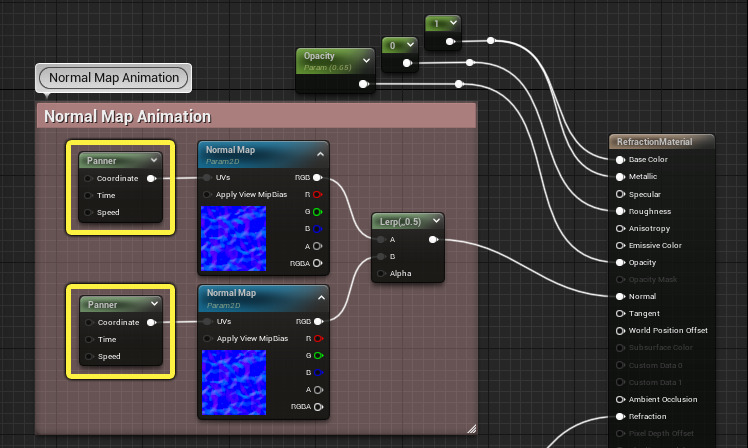 1
0
Opacity
Param (0.65)
Normal Map Animation
Normal Map Animation
Panner
Coordinate
Time
Speed
Normal Map
Param2D
UVs
RGB
Apply View MipBias
R
G
B
A
RGBA
Lerp(,,0.5)
A
B
Alpha
Panner
Coordinate
Time
Speed
Normal Map
Param2D
UVs
RGB
Apply View MipBias
R
G
B
A
RGBA
RefractionMaterial
Base Color
Metallic
Specular
Roughness
Anisotropy
Emissive Color
Opacity
Opacity Mask
Normal
Tangent
World Position Offset
Subsurface Color
Custom Data 0
Custom Data 1
Ambient Occlusion
Refraction
Pixel Depth Offset